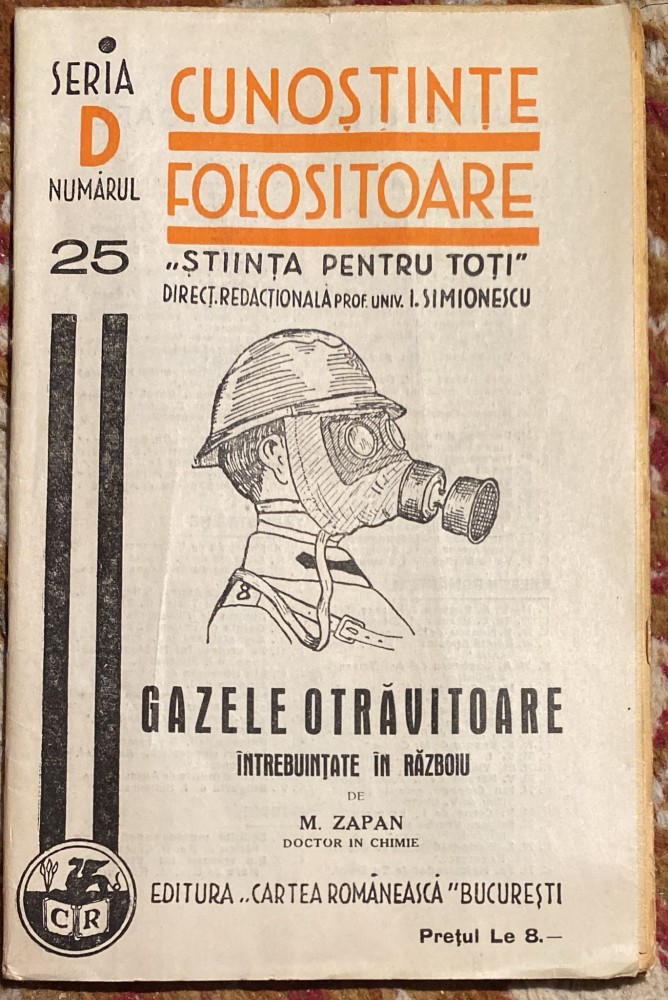 SERIA
D
NUMĂRUL
25
CUNOȘTINȚE
FOLOSITOARE
„ȘTIINȚA PENTRU TOȚI”
DIRECȚ. REDACȚIONALĂ PROF. UNIV. I. SIMIONESCU
8
GAZELE OTRĂVITOARE
ÎNTREBUINȚATE ÎN RĂZBOIU
DE
M. ZAPAN
DOCTOR IN CHIMIE
C R
EDITURA „CARTEA ROMÂNEASCĂ” BUCUREȘTI
Prețul Le 8.—